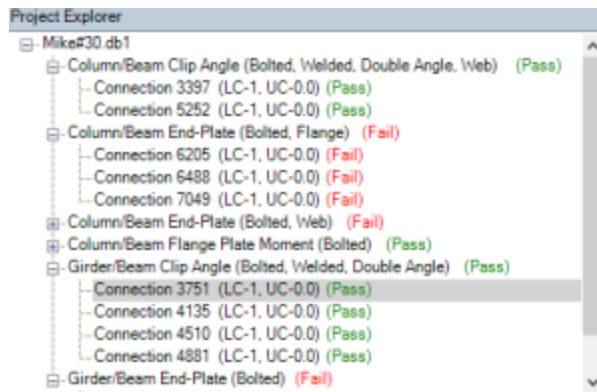 Project Explorer
Mike#30.db1
Column/Beam Clip Angle (Bolted, Welded, Double Angle, Web) (Pass)
Connection 3397 (LC-1, UC-0.0) (Pass)
Connection 5252 (LC-1, UC-0.0) (Pass)
Column/Beam End-Plate (Bolted, Flange) (Fail)
Connection 6205 (LC-1, UC-0.0) (Fail)
Connection 6488 (LC-1, UC-0.0) (Fail)
Connection 7049 (LC-1, UC-0.0) (Fail)
Column/Beam End-Plate (Bolted, Web) (Fail)
Column/Beam Flange Plate Moment (Bolted) (Pass)
Girder/Beam Clip Angle (Bolted, Welded, Double Angle) (Pass)
Connection 3751 (LC-1, UC-0.0) (Pass)
Connection 4135 (LC-1, UC-0.0) (Pass)
Connection 4510 (LC-1, UC-0.0) (Pass)
Connection 4881 (LC-1, UC-0.0) (Pass)
Girder/Beam End-Plate (Bolted) (Fail)